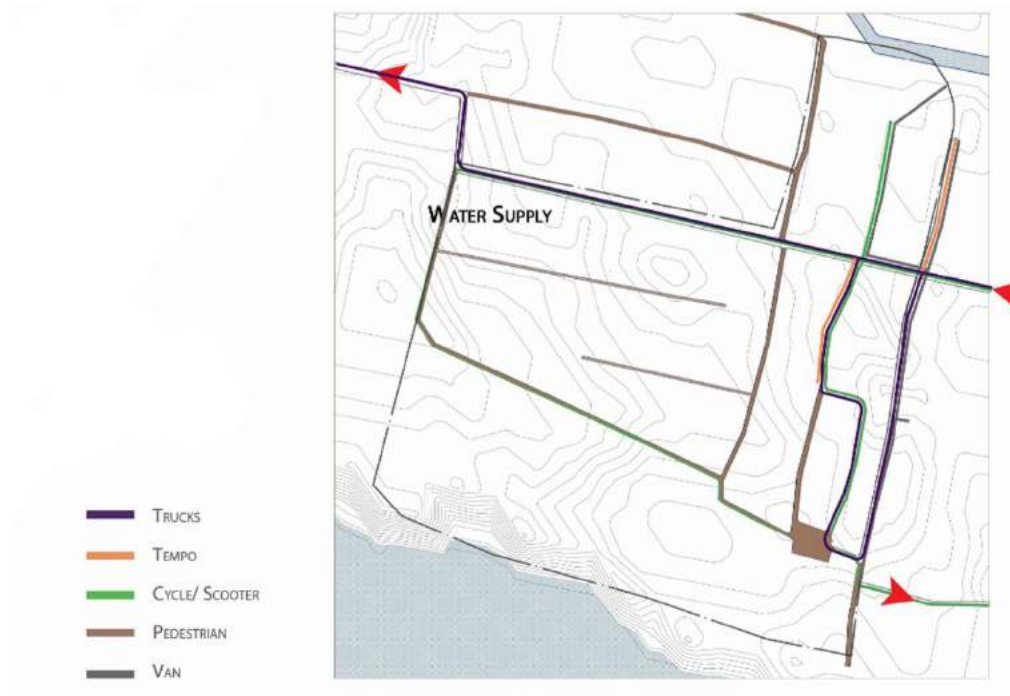 WATER SUPPLY
TRUCKS
TEMPO
CYCLE/ SCOOTER
PEDESTRIAN
VAN